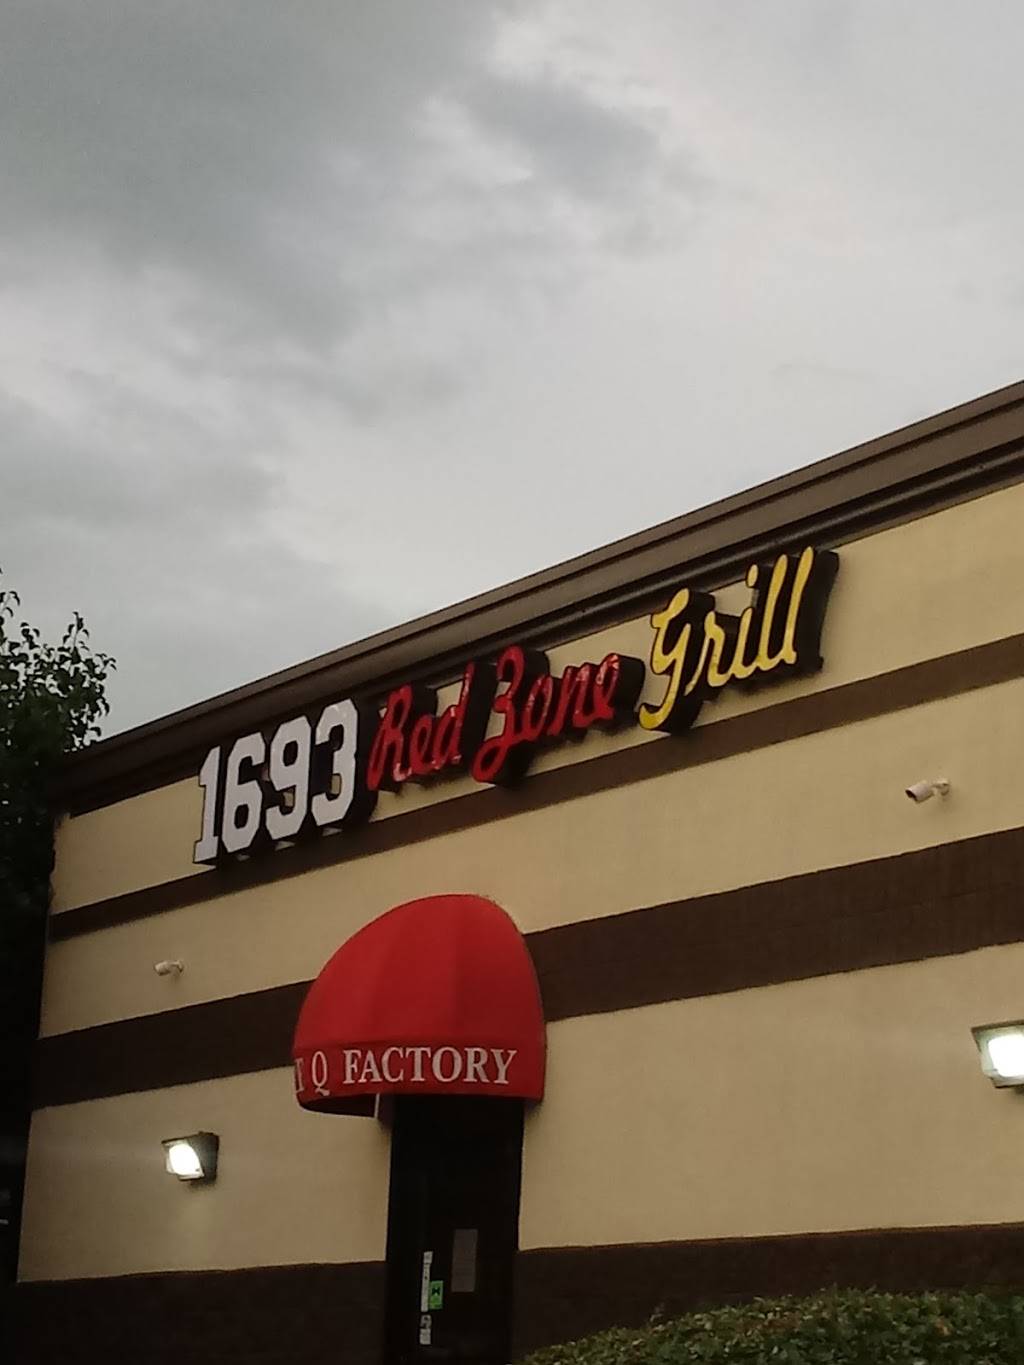 1693 Red Zone Grill
Q FACTORY